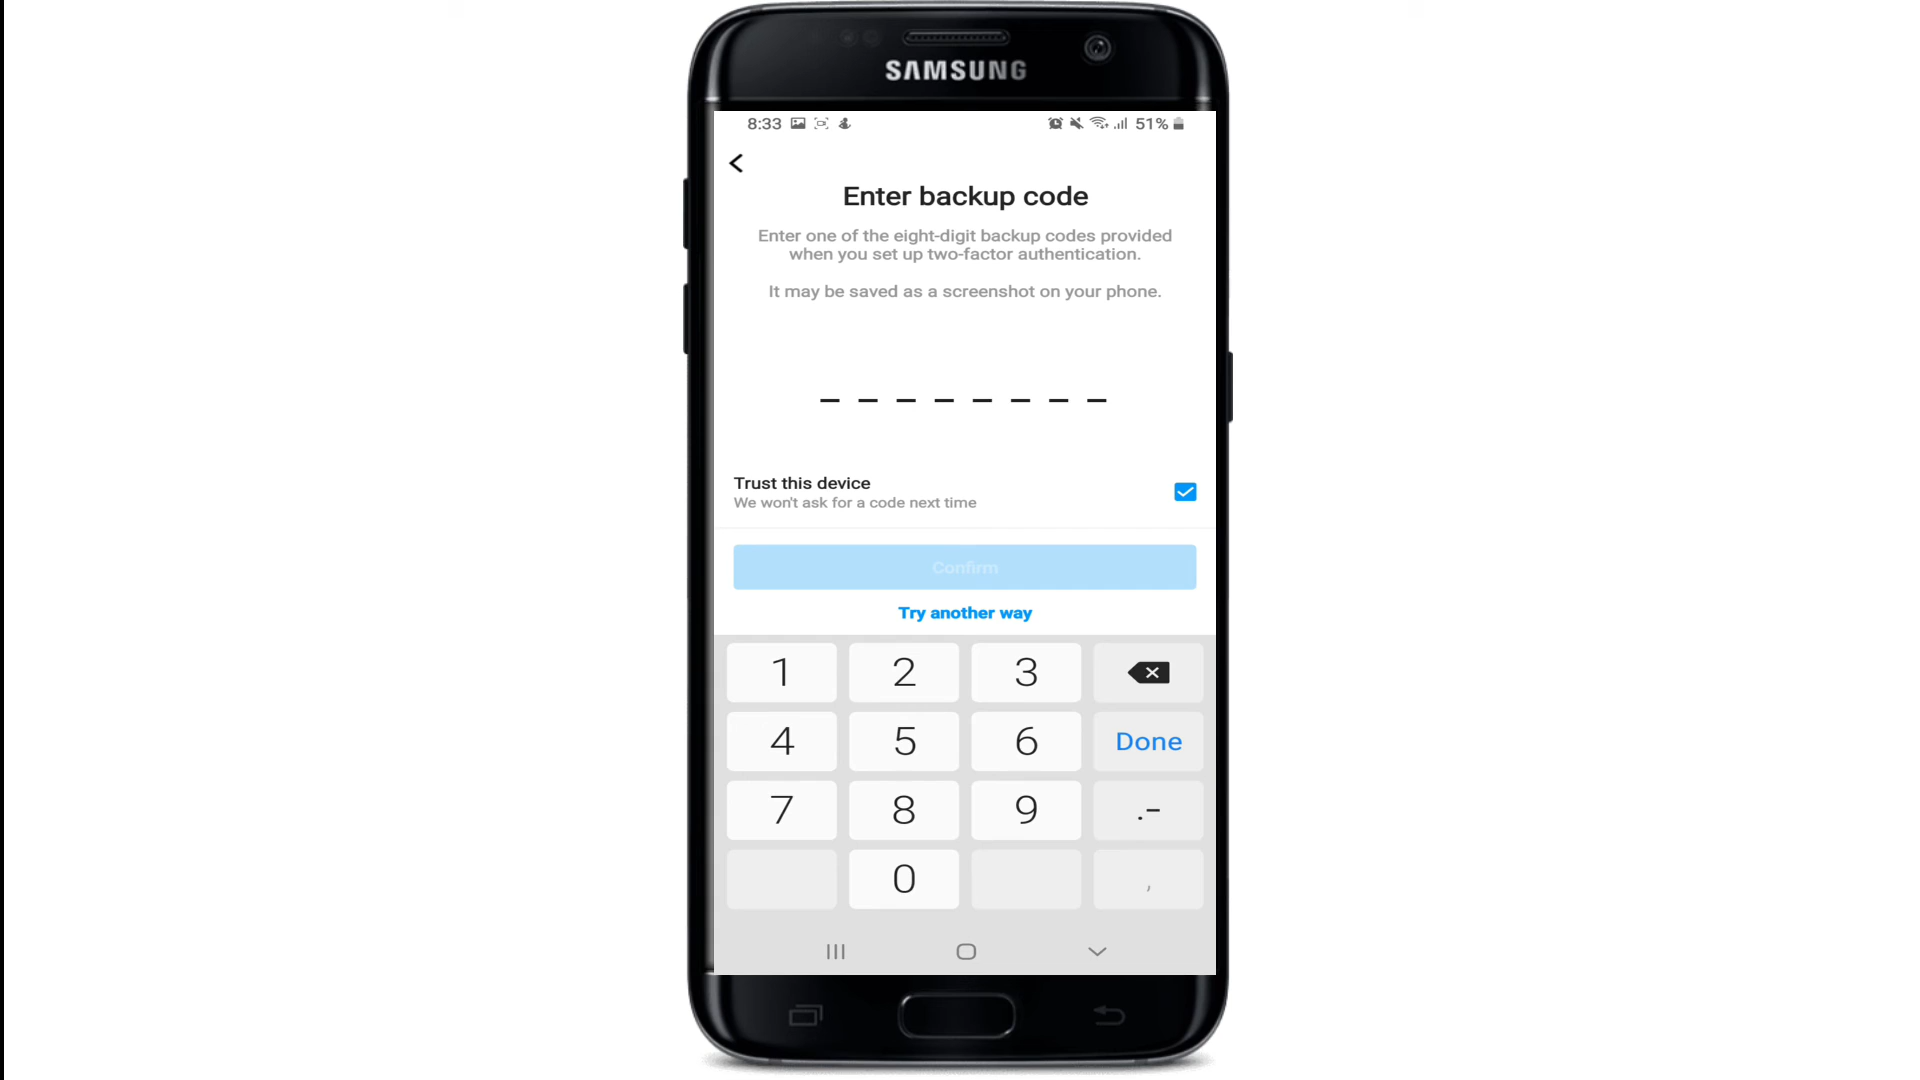 SAMSUNG
8:33 51%
Enter backup code
Enter one of the eight-digit backup codes provided
when you set up two-factor authentication.
It may be saved as a screenshot on your phone.
Trust this device
We won't ask for a code next time
Confirm
Try another way
1 2 3
4 5 6 Done
7 8 9 .-
0 ,